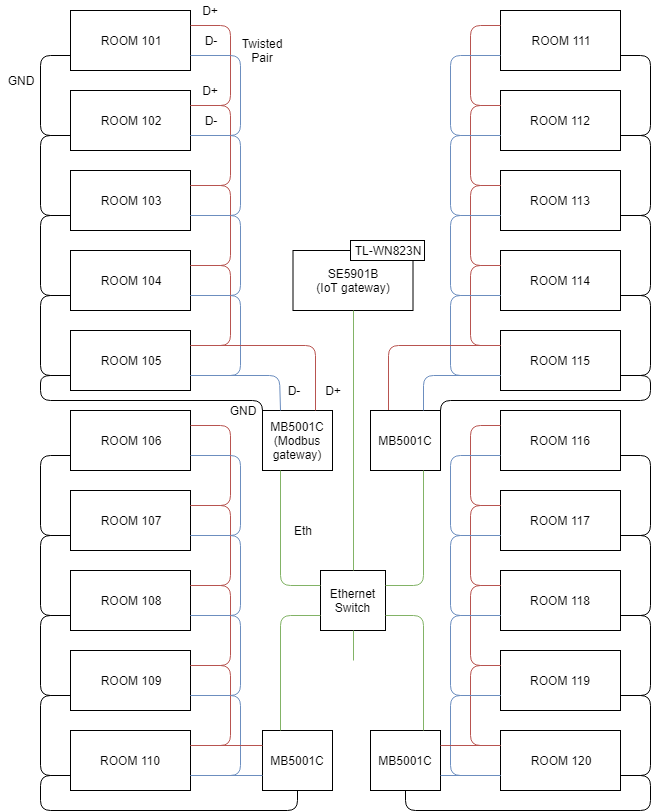 D+
ROOM 101
D-
Twisted
Pair
GND
D+
ROOM 102
D-
ROOM 103
ROOM 104
ROOM 105
D-
D+
GND
MB5001C
(Modbus
gateway)
ROOM 106
ROOM 107
Eth
ROOM 108
ROOM 109
ROOM 110
MB5001C
TL-WN823N
SE5901B
(IoT gateway)
Ethernet
Switch
ROOM 111
ROOM 112
ROOM 113
ROOM 114
ROOM 115
MB5001C
ROOM 116
ROOM 117
ROOM 118
ROOM 119
MB5001C
ROOM 120